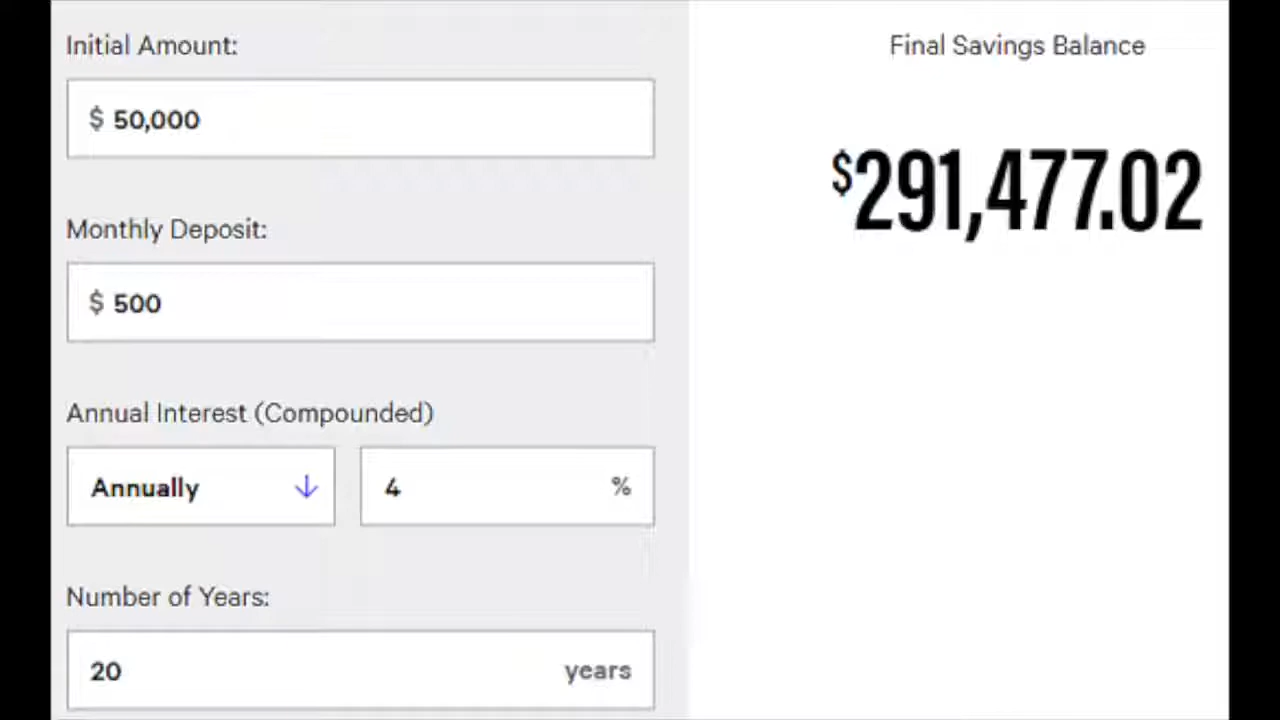 Initial Amount:
$ 50,000
Monthly Deposit:
$ 500
Annual Interest (Compounded)
Annually ↓ 4 %
Number of Years:
20 years
Final Savings Balance
$291,477.02